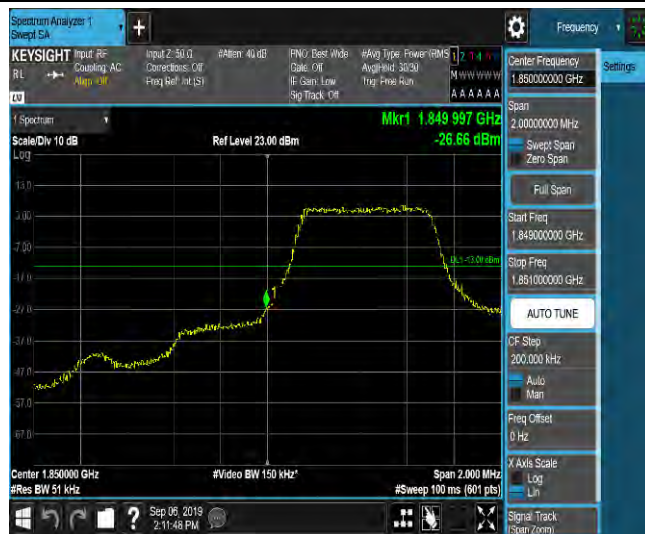 Spectrum Analyzer 1
Swept SA
Frequency
KEYSIGHT
RL
Input: RF
Coupling: AC
Align: Off
Input Z: 50 Ω
Corrections: Off
Freq Ref: Int (S)
#Atten: 40 dB
PNO: Best Wide
Gate: Off
IF Gain: Low
Sig Track: Off
#Avg Type: Power (RMS
Avg|Hold: 30/30
Trig: Free Run
M W W W W W
A A A A A A
Settings
Center Frequency
1.850000000 GHz
Span
2.00000000 MHz
Swept Span
Zero Span
Full Span
Start Freq
1.849000000 GHz
Stop Freq
1.851000000 GHz
AUTO TUNE
CF Step
200.000 kHz
Auto
Man
Freq Offset
0 Hz
X Axis Scale
Log
Lin
Signal Track
(Span Zoom)
1 Spectrum
Scale/Div 10 dB
Log
Ref Level 23.00 dBm
Mkr1 1.849 997 GHz
-26.66 dBm
13.0
3.00
-7.00
-17.0
-27.0
-37.0
-47.0
-57.0
-67.0
DL1 -13.00 dBm
1
Center 1.850000 GHz
#Res BW 51 kHz
#Video BW 150 kHz*
Span 2.000 MHz
#Sweep 100 ms (601 pts)
?
Sep 06, 2019
2:11:48 PM